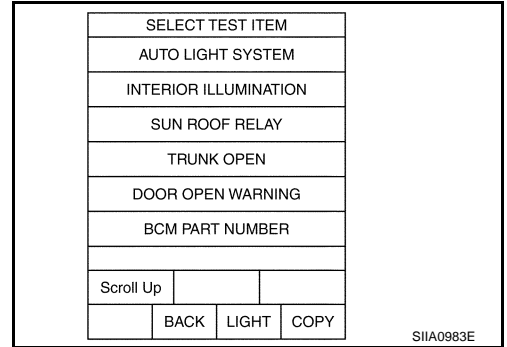 SELECT TEST ITEM
AUTO LIGHT SYSTEM
INTERIOR ILLUMINATION
SUN ROOF RELAY
TRUNK OPEN
DOOR OPEN WARNING
BCM PART NUMBER
Scroll Up
BACK LIGHT COPY
SIIA0983E